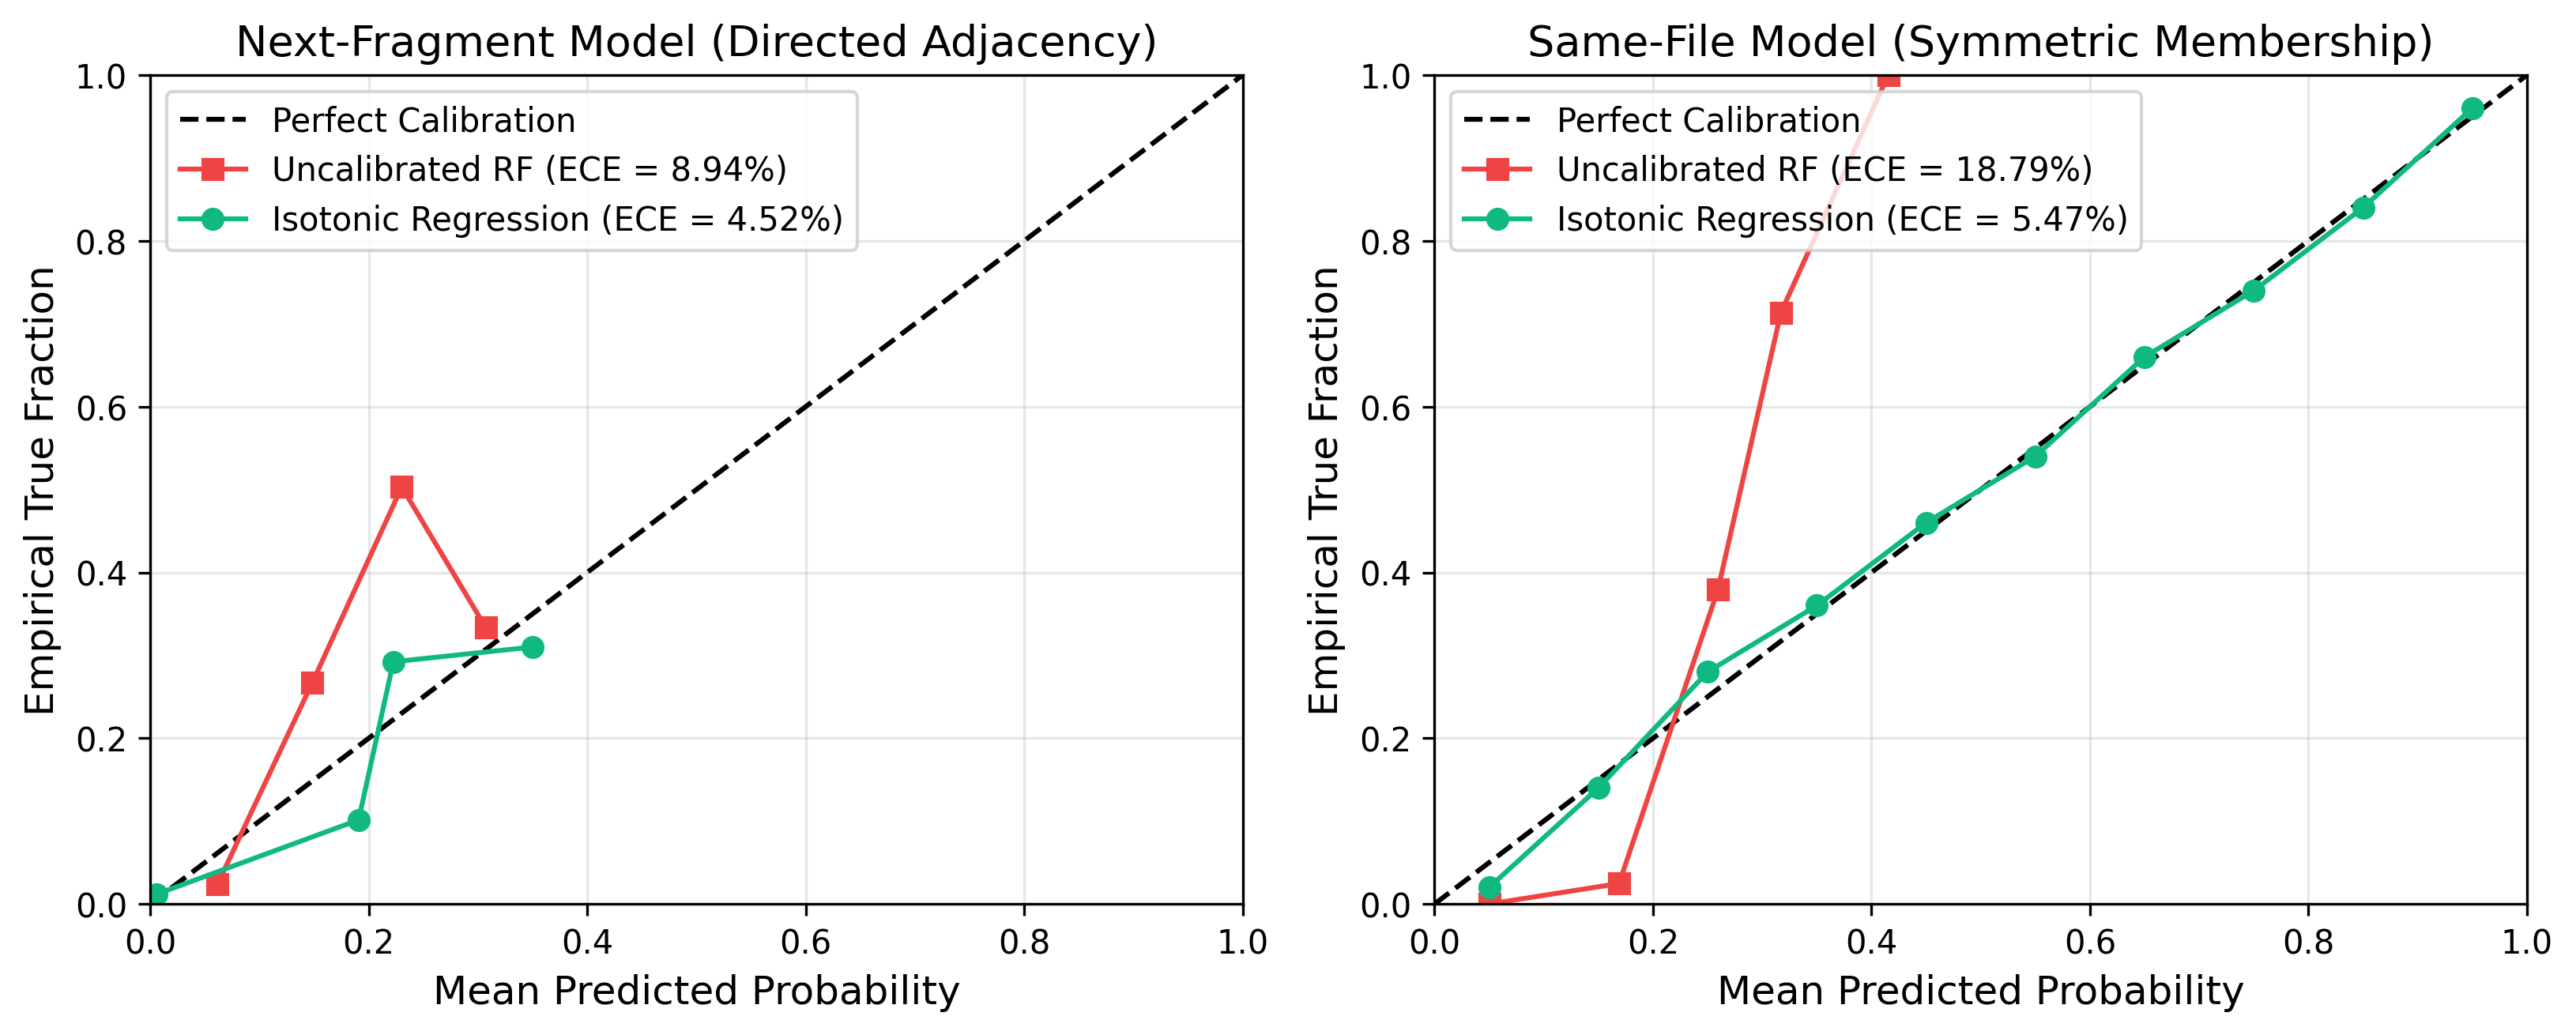 Next-Fragment Model (Directed Adjacency)
1.0
0.8
0.6
0.4
0.2
0.0
Empirical True Fraction
Perfect Calibration
Uncalibrated RF (ECE = 8.94%)
Isotonic Regression (ECE = 4.52%)
0.0 0.2 0.4 0.6 0.8 1.0
Mean Predicted Probability
Same-File Model (Symmetric Membership)
1.0
0.8
0.6
0.4
0.2
0.0
Empirical True Fraction
Perfect Calibration
Uncalibrated RF (ECE = 18.79%)
Isotonic Regression (ECE = 5.47%)
0.0 0.2 0.4 0.6 0.8 1.0
Mean Predicted Probability